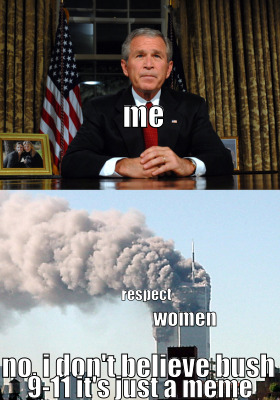 me
respect
women
no, i don't believe bush
9-11 it's just a meme